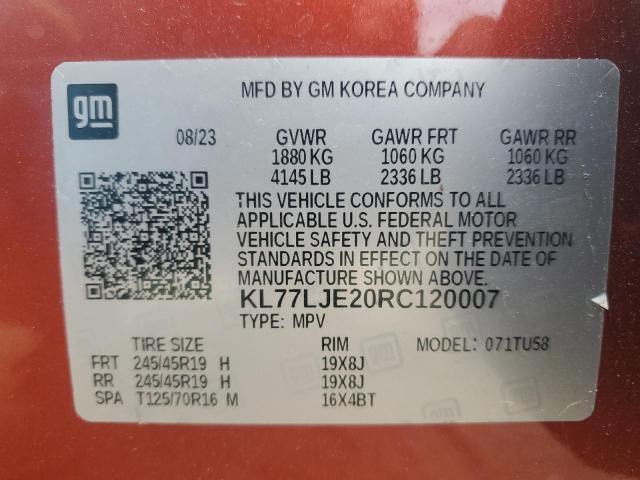 gm
MFD BY GM KOREA COMPANY
08/23 GVWR GAWR FRT GAWR RR
1880 KG 1060 KG 1060 KG
4145 LB 2336 LB 2336 LB
THIS VEHICLE CONFORMS TO ALL
APPLICABLE U.S. FEDERAL MOTOR
VEHICLE SAFETY AND THEFT PREVENTION
STANDARDS IN EFFECT ON THE DATE OF
MANUFACTURE SHOWN ABOVE.
KL77LJE20RC120007
TYPE: MPV
TIRE SIZE RIM MODEL: 071TU58
FRT 245/45R19 H 19X8J
RR 245/45R19 H 19X8J
SPA T125/70R16 M 16X4BT